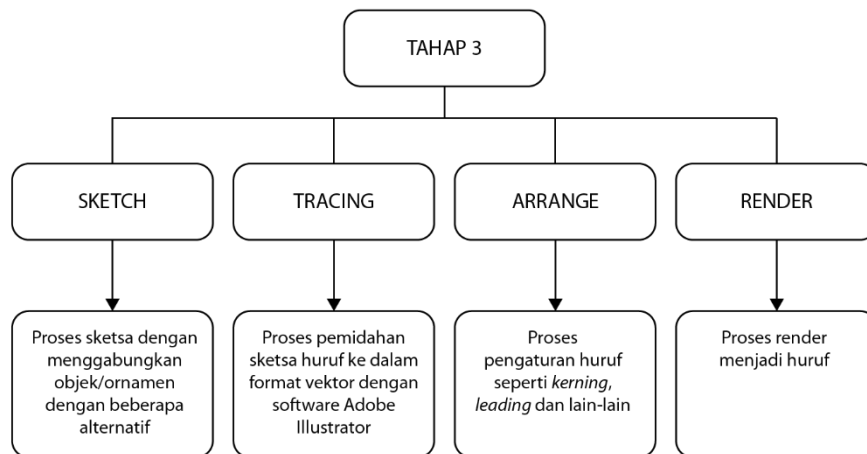 TAHAP 3
SKETCH
TRACING
ARRANGE
RENDER
Proses sketsa dengan
menggabungkan
objek/ornamen
dengan beberapa
alternatif
Proses pemidahan
sketsa huruf ke dalam
format vektor dengan
software Adobe
Illustrator
Proses
pengaturan huruf
seperti kerning,
leading dan lain-lain
Proses render
menjadi huruf